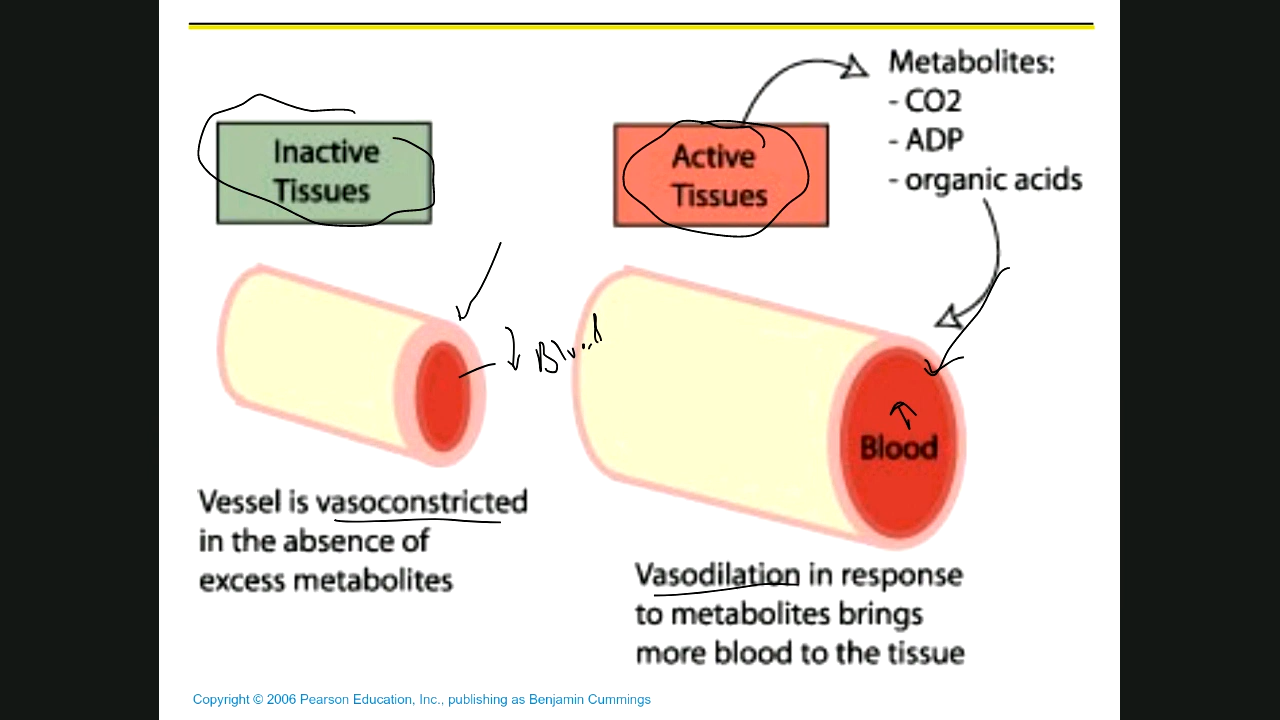 Metabolites:
- CO2
- ADP
- organic acids
Inactive
Tissues
Active
Tissues
↓ Blood
↑
Blood
Vessel is vasoconstricted
in the absence of
excess metabolites
Vasodilation in response
to metabolites brings
more blood to the tissue
Copyright © 2006 Pearson Education, Inc., publishing as Benjamin Cummings